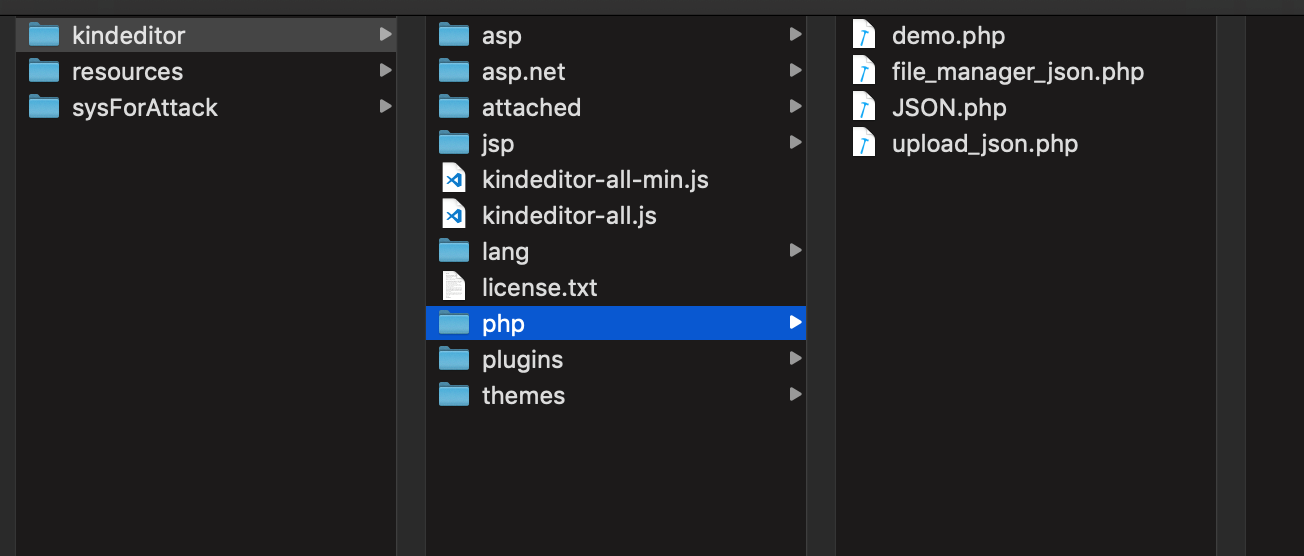 kindeditor
resources
sysForAttack
asp
asp.net
attached
jsp
kindeditor-all-min.js
kindeditor-all.js
lang
license.txt
php
plugins
themes
demo.php
file_manager_json.php
JSON.php
upload_json.php